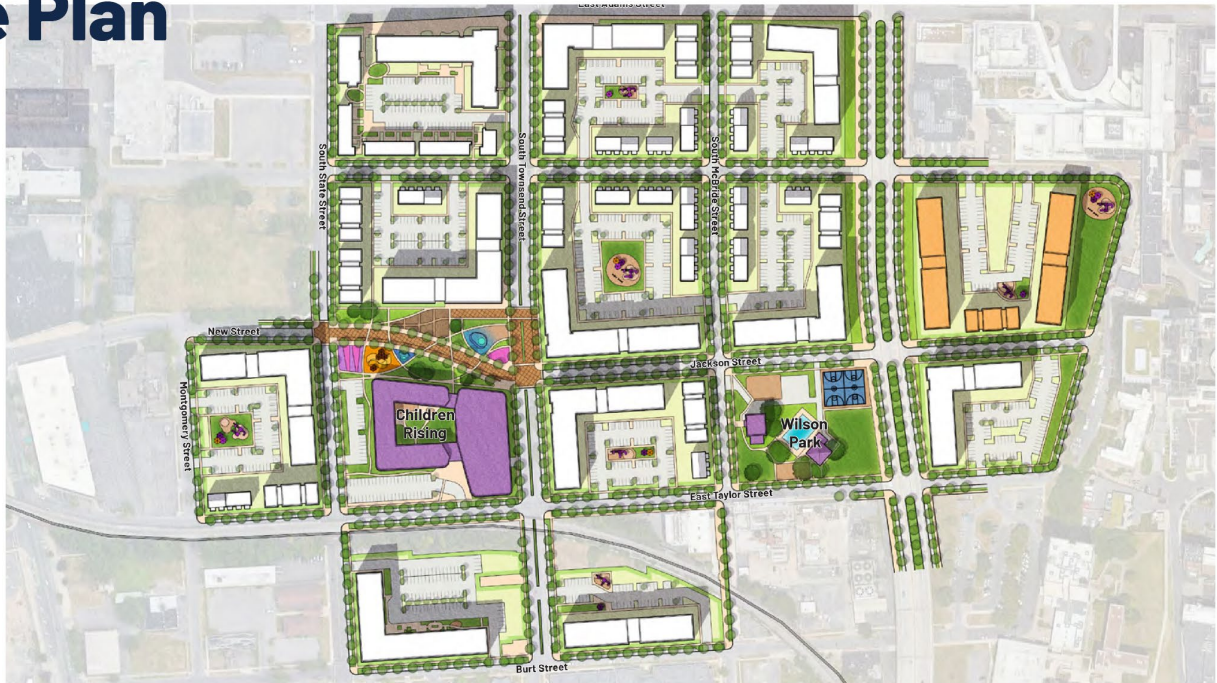 e Plan
East Adams Street
South State Street
South Townsend Street
South McBride Street
New Street
Montgomery Street
Jackson Street
Children
Rising
Wilson
Park
East Taylor Street
Burt Street